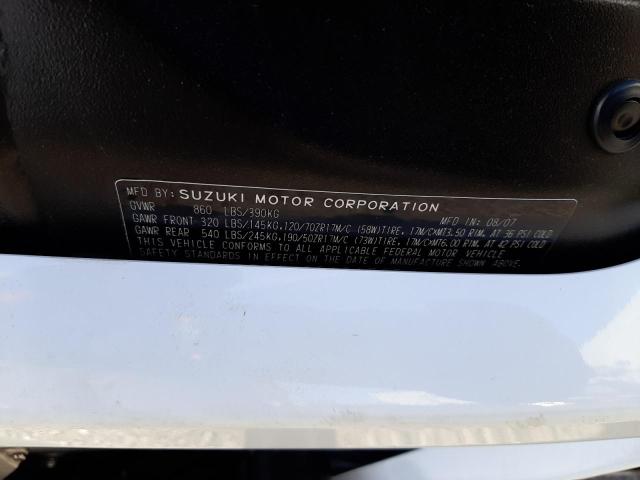 MFD BY: SUZUKI MOTOR CORPORATION
GVWR 860 LBS/390KG MFD IN: 08/07
GAWR FRONT 320 LBS/145KG,120/70ZR17M/C (58W)TIRE, 17M/C×MT3.50 RIM, AT 36 PSI COLD
GAWR REAR 540 LBS/245KG,190/50ZR17M/C (73W)TIRE, 17M/C×MT6.00 RIM, AT 42 PSI COLD
THIS VEHICLE CONFORMS TO ALL APPLICABLE FEDERAL MOTOR VEHICLE
SAFETY STANDARDS IN EFFECT ON THE DATE OF MANUFACTURE SHOWN ABOVE.